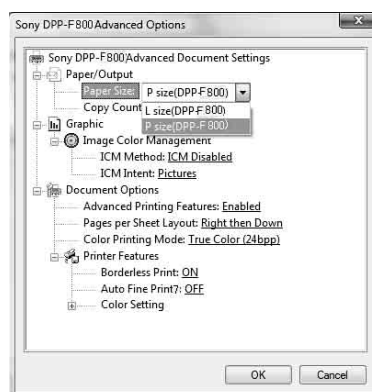 Sony DPP-F800 Advanced Options
Sony DPP-F800 Advanced Document Settings
Paper/Output
Paper Size: P size(DPP-F800)
Copy Count
L size(DPP-F800)
P size(DPP-F800)
Graphic
Image Color Management
ICM Method: ICM Disabled
ICM Intent: Pictures
Document Options
Advanced Printing Features: Enabled
Pages per Sheet Layout: Right then Down
Color Printing Mode: True Color (24bpp)
Printer Features
Borderless Print: ON
Auto Fine Print7: OFF
Color Setting
OK Cancel